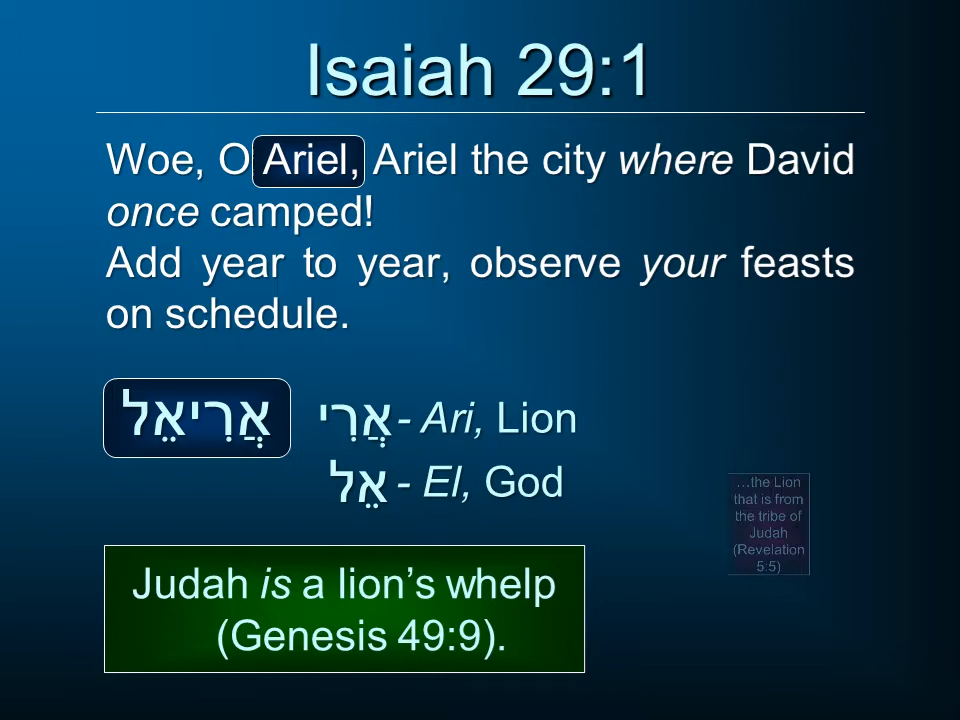 Isaiah 29:1
Woe, O Ariel, Ariel the city where David
once camped!
Add year to year, observe your feasts
on schedule.
אֲרִיאֵל
אֲרִי - Ari, Lion
אֵל - El, God
…the Lion
that is from
the tribe of
Judah
(Revelation
5:5)
Judah is a lion’s whelp
(Genesis 49:9).